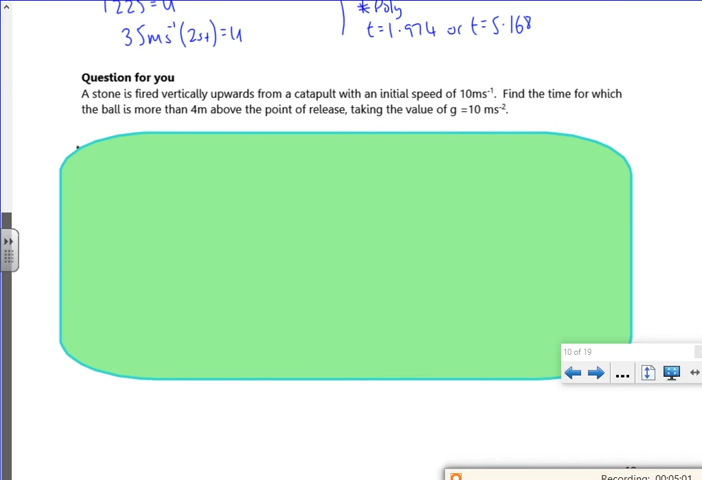 1225 = u
35ms⁻¹ (2sf) = u
* Poly
t = 1.974 or t = 5.168
Question for you
A stone is fired vertically upwards from a catapult with an initial speed of 10ms⁻¹. Find the time for which
the ball is more than 4m above the point of release, taking the value of g =10 ms⁻².
10 of 19
Recording: 00:05:01